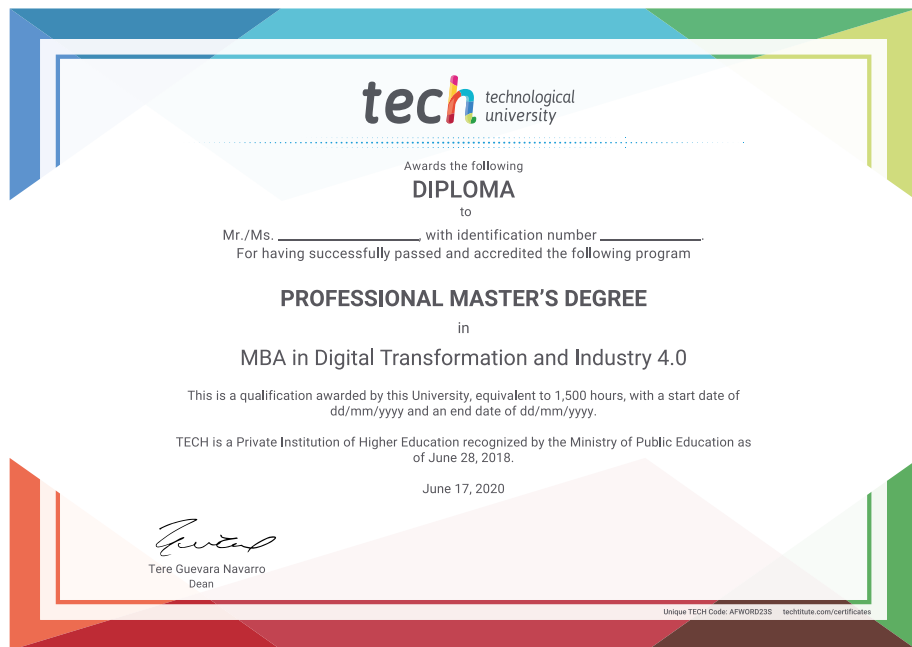 tech technological
university
Awards the following
DIPLOMA
to
Mr./Ms. ____________________, with identification number ______________.
For having successfully passed and accredited the following program
PROFESSIONAL MASTER'S DEGREE
in
MBA in Digital Transformation and Industry 4.0
This is a qualification awarded by this University, equivalent to 1,500 hours, with a start date of
dd/mm/yyyy and an end date of dd/mm/yyyy.
TECH is a Private Institution of Higher Education recognized by the Ministry of Public Education as
of June 28, 2018.
June 17, 2020
Tere Guevara Navarro
Dean
Unique TECH Code: AFWORD23S techtitute.com/certificates